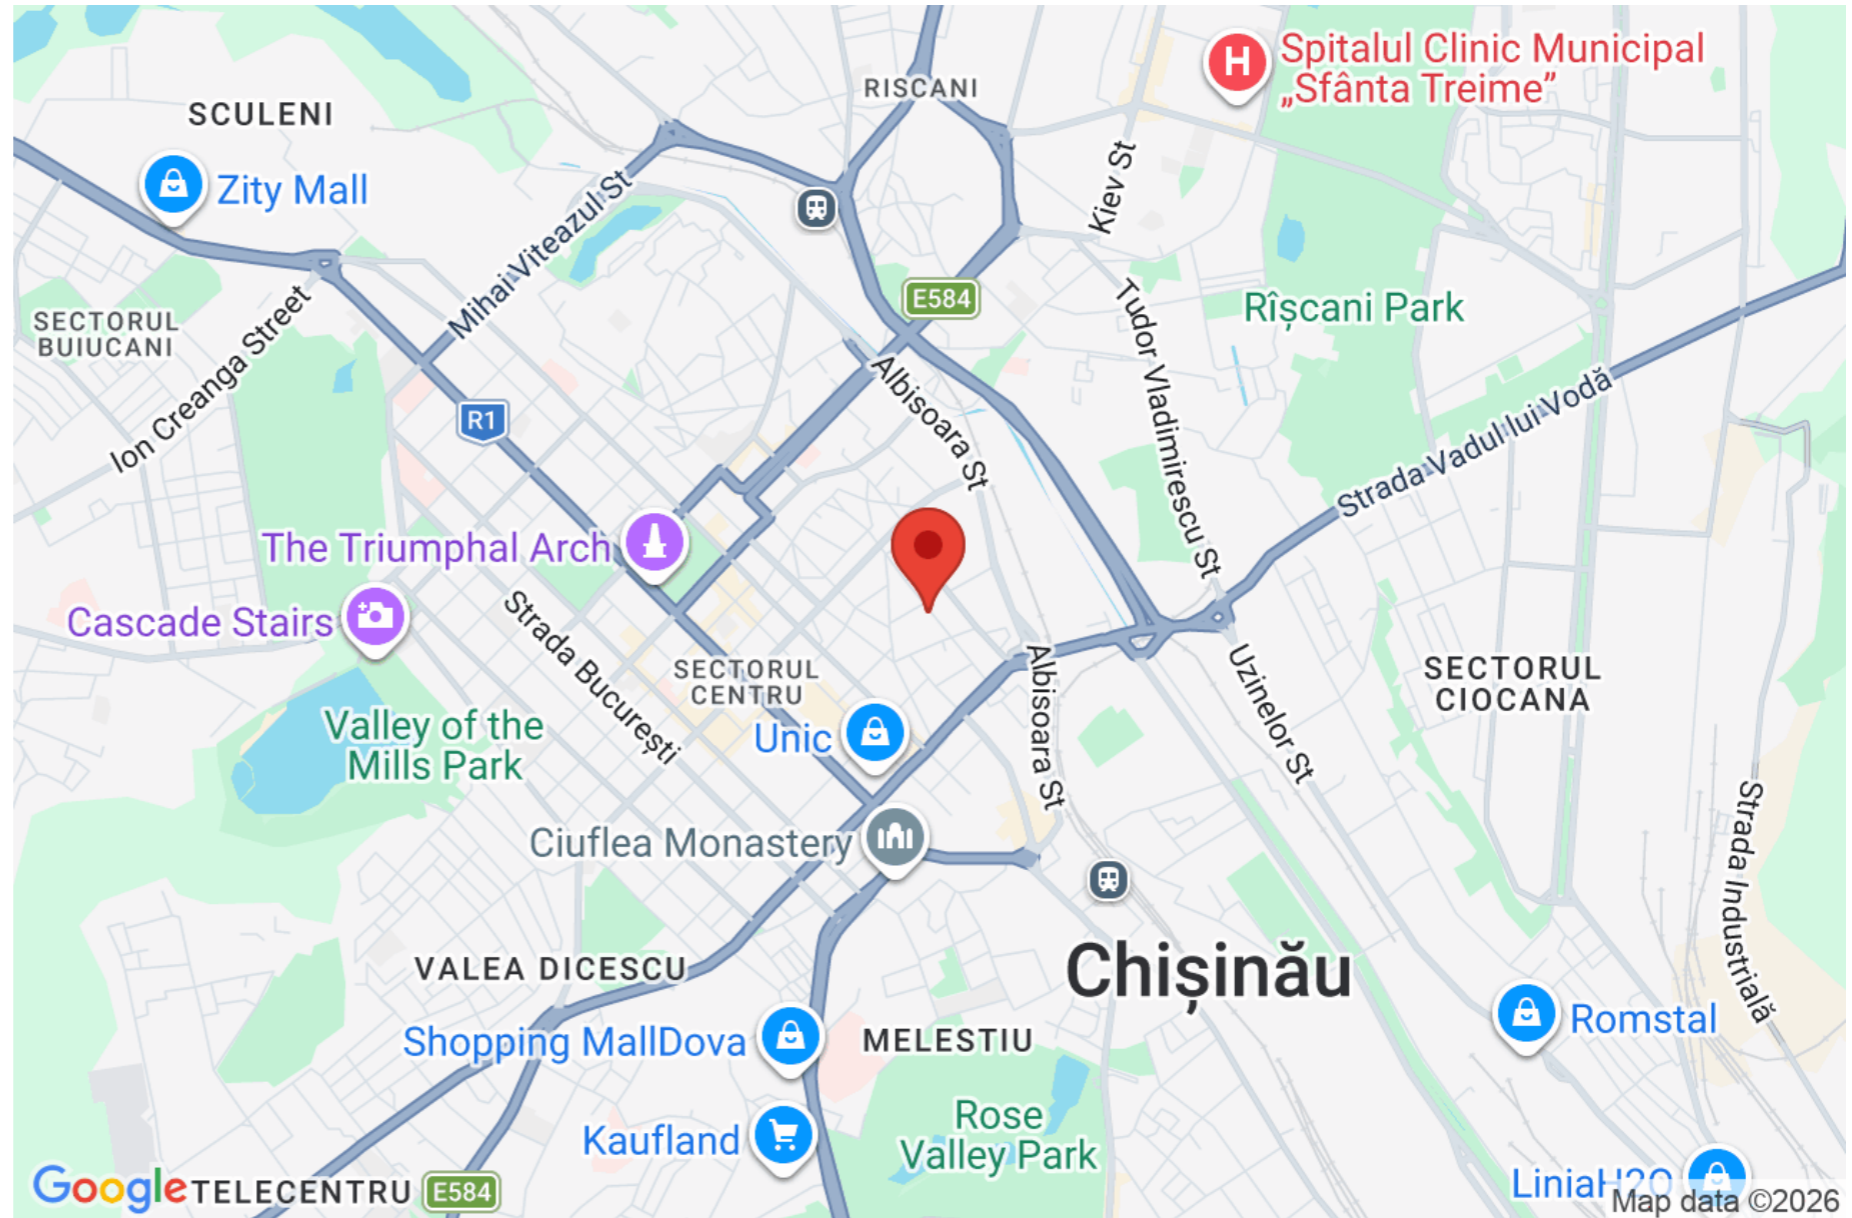 Spitalul Clinic Municipal
„Sfânta Treime”
RISCANI
SCULENI
Zity Mall
Kiev St
Mihai Viteazul St
E584
Rîșcani Park
SECTORUL
BUIUCANI
Ion Creanga Street
Tudor Vladimirescu St
Albisoara St
R1
Strada Vadul lui Vodă
The Triumphal Arch
Cascade Stairs
Strada București
SECTORUL
CENTRU
Albisoara St
Uzinelor St
SECTORUL
CIOCANA
Valley of the
Mills Park
Unic
Strada Industrială
Ciuflea Monastery
VALEA DICESCU
Chișinău
Shopping MallDova
MELESTIU
Romstal
Rose
Valley Park
Kaufland
Google
TELECENTRU
E584
LiniaH2O
Map data ©2026